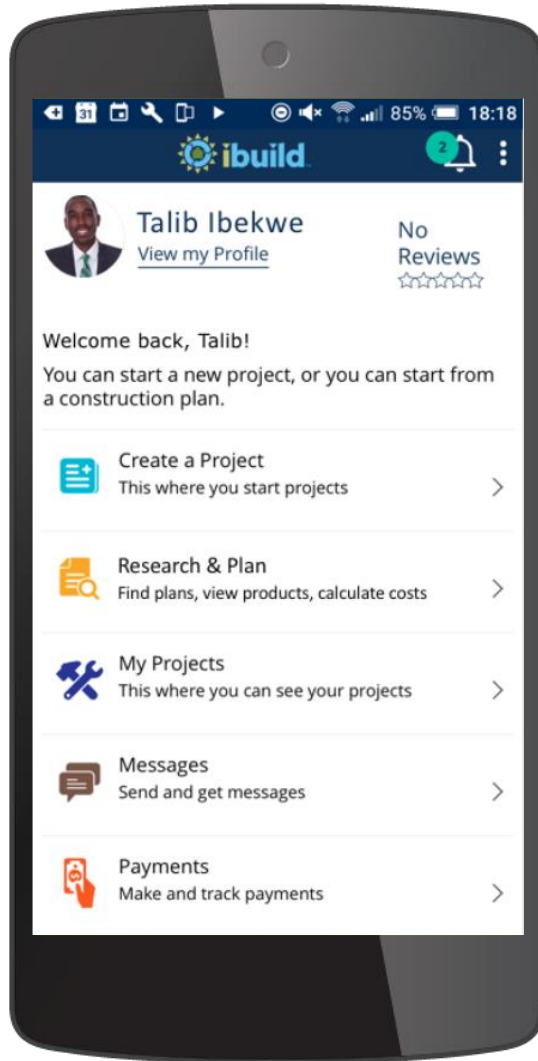 31 85% 18:18
ibuild 2
Talib Ibekwe
View my Profile
No
Reviews
Welcome back, Talib!
You can start a new project, or you can start from
a construction plan.
Create a Project
This where you start projects
Research & Plan
Find plans, view products, calculate costs
My Projects
This where you can see your projects
Messages
Send and get messages
Payments
Make and track payments